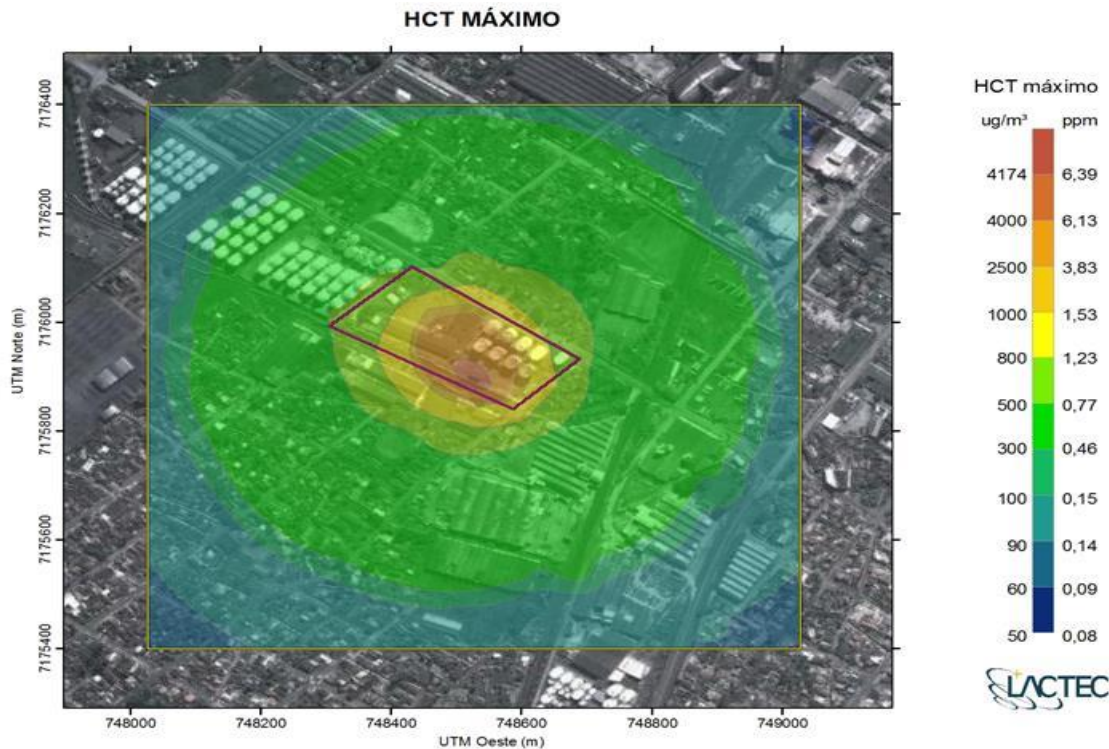 HCT MÁXIMO
7176400
7176200
7176000
7175800
7175600
7175400
UTM Norte (m)
748000 748200 748400 748600 748800 749000
UTM Oeste (m)
HCT máximo
ug/m³ ppm
4174 6,39
4000 6,13
2500 3,83
1000 1,53
800 1,23
500 0,77
300 0,46
100 0,15
90 0,14
60 0,09
50 0,08
LACTEC